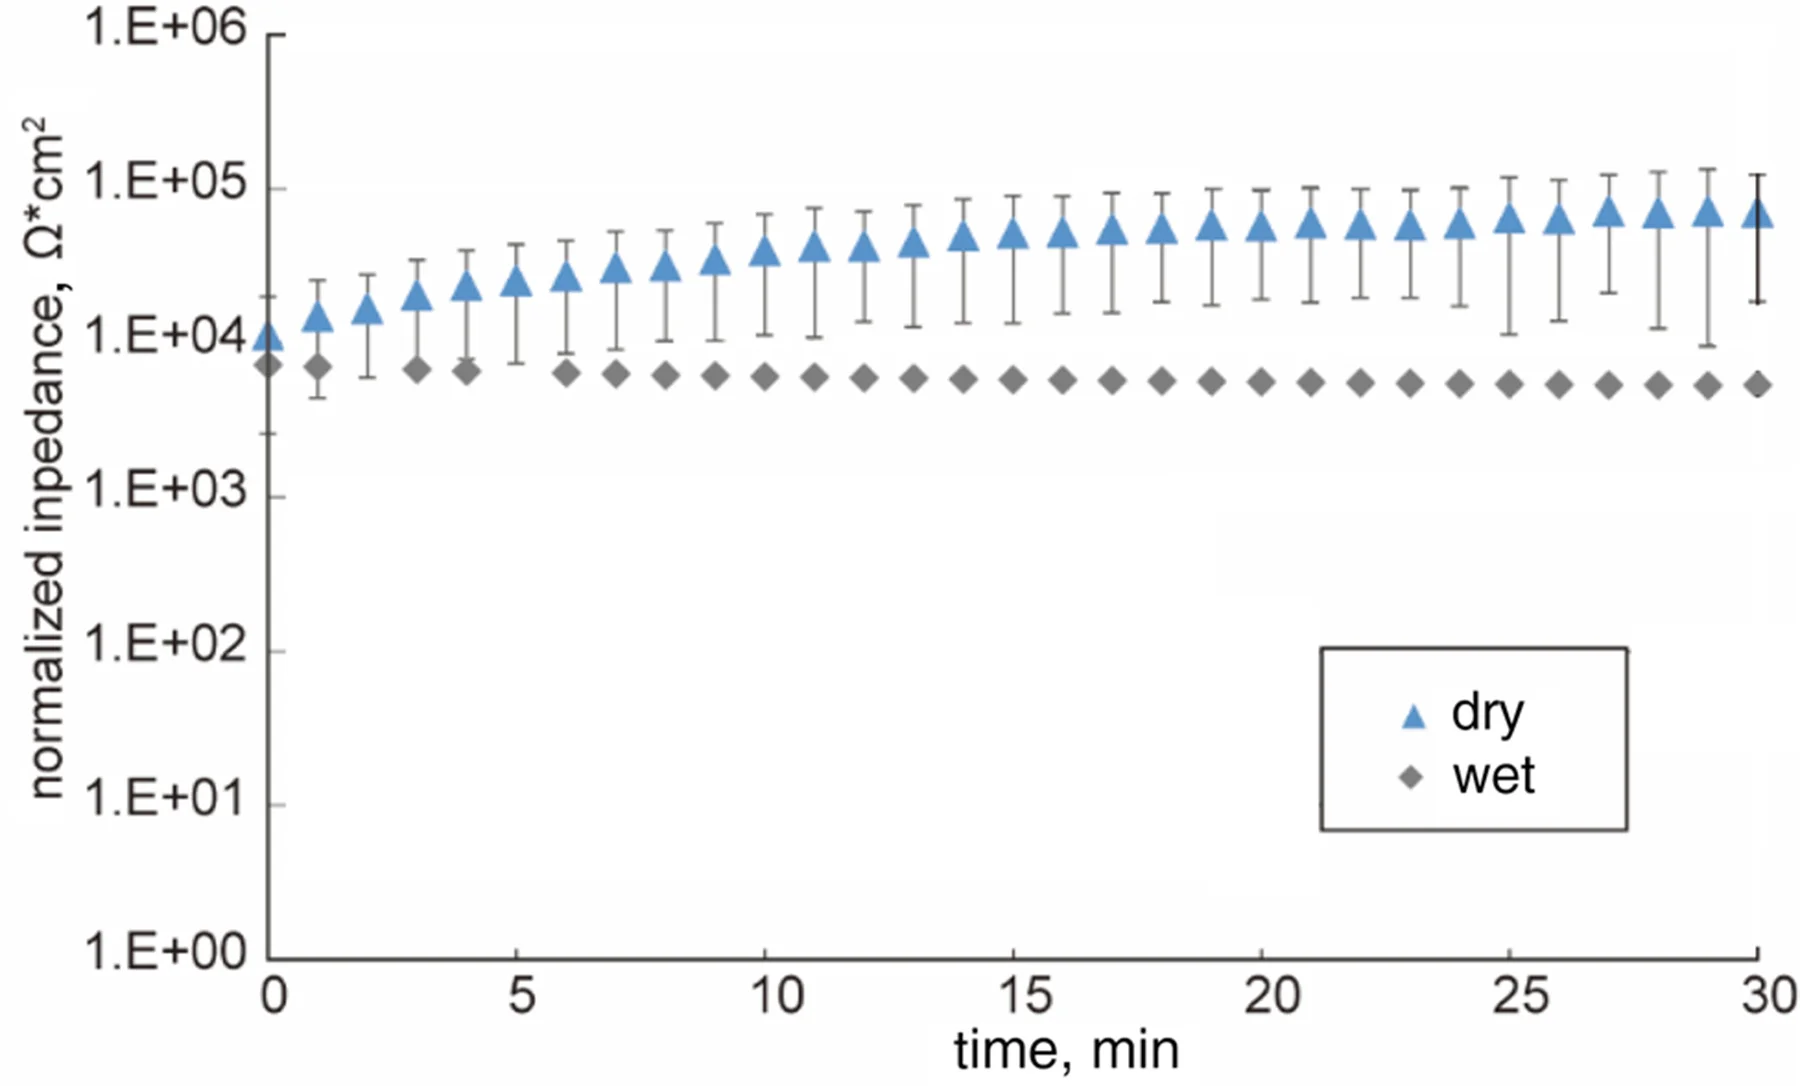 1.E+06
1.E+05
1.E+04
1.E+03
1.E+02
1.E+01
1.E+00
normalized inpedance, Ω*cm²
0 5 10 15 20 25 30
time, min
dry
wet